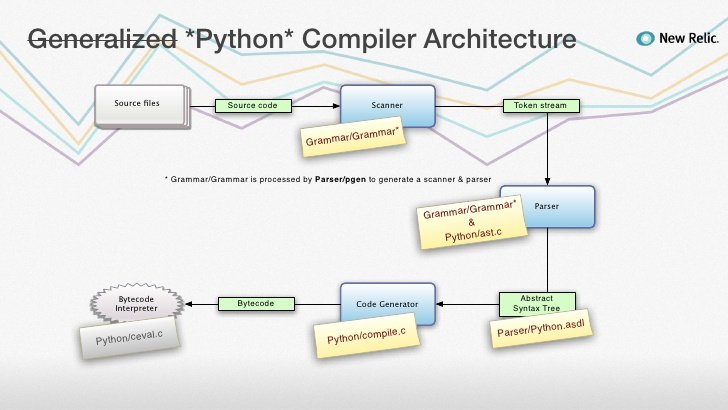 Generalized *Python* Compiler Architecture
New Relic.
Source files
Source code
Scanner
Token stream
Grammar/Grammar*
* Grammar/Grammar is processed by Parser/pgen to generate a scanner & parser
Parser
Grammar/Grammar*
&
Python/ast.c
Bytecode
Interpreter
Bytecode
Code Generator
Abstract
Syntax Tree
Python/ceval.c
Python/compile.c
Parser/Python.asdl